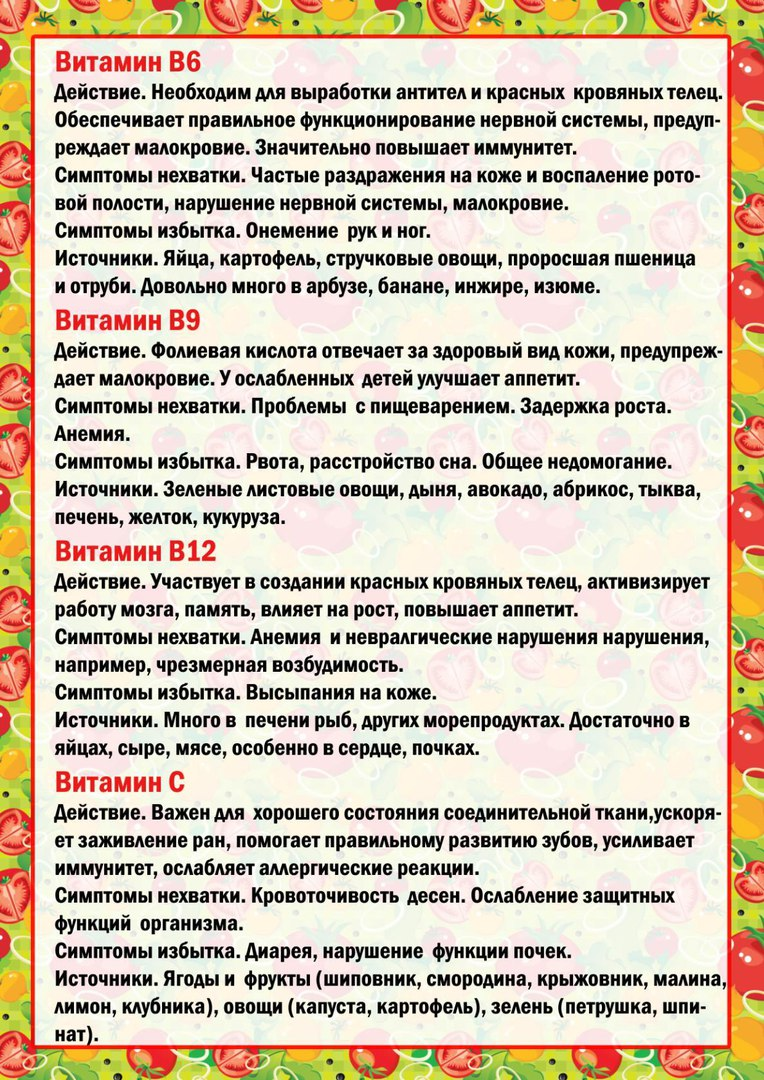 Витамин В6
Действие. Необходим для выработки антител и красных кровяных телец.
Обеспечивает правильное функционирование нервной системы, предуп-
реждает малокровие. Значительно повышает иммунитет.
Симптомы нехватки. Частые раздражения на коже и воспаление рото-
вой полости, нарушение нервной системы, малокровие.
Симптомы избытка. Онемение рук и ног.
Источники. Яйца, картофель, стручковые овощи, проросшая пшеница
и отруби. Довольно много в арбузе, банане, инжире, изюме.
Витамин В9
Действие. Фолиевая кислота отвечает за здоровый вид кожи, предупреж-
дает малокровие. У ослабленных детей улучшает аппетит.
Симптомы нехватки. Проблемы с пищеварением. Задержка роста.
Анемия.
Симптомы избытка. Рвота, расстройство сна. Общее недомогание.
Источники. Зеленые листовые овощи, дыня, авокадо, абрикос, тыква,
печень, желток, кукуруза.
Витамин В12
Действие. Участвует в создании красных кровяных телец, активизирует
работу мозга, память, влияет на рост, повышает аппетит.
Симптомы нехватки. Анемия и невралгические нарушения нарушения,
например, чрезмерная возбудимость.
Симптомы избытка. Высыпания на коже.
Источники. Много в печени рыб, других морепродуктах. Достаточно в
яйцах, сыре, мясе, особенно в сердце, почках.
Витамин С
Действие. Важен для хорошего состояния соединительной ткани,ускоря-
ет заживление ран, помогает правильному развитию зубов, усиливает
иммунитет, ослабляет аллергические реакции.
Симптомы нехватки. Кровоточивость десен. Ослабление защитных
функций организма.
Симптомы избытка. Диарея, нарушение функции почек.
Источники. Ягоды и фрукты (шиповник, смородина, крыжовник, малина,
лимон, клубника), овощи (капуста, картофель), зелень (петрушка, шпи-
нат).